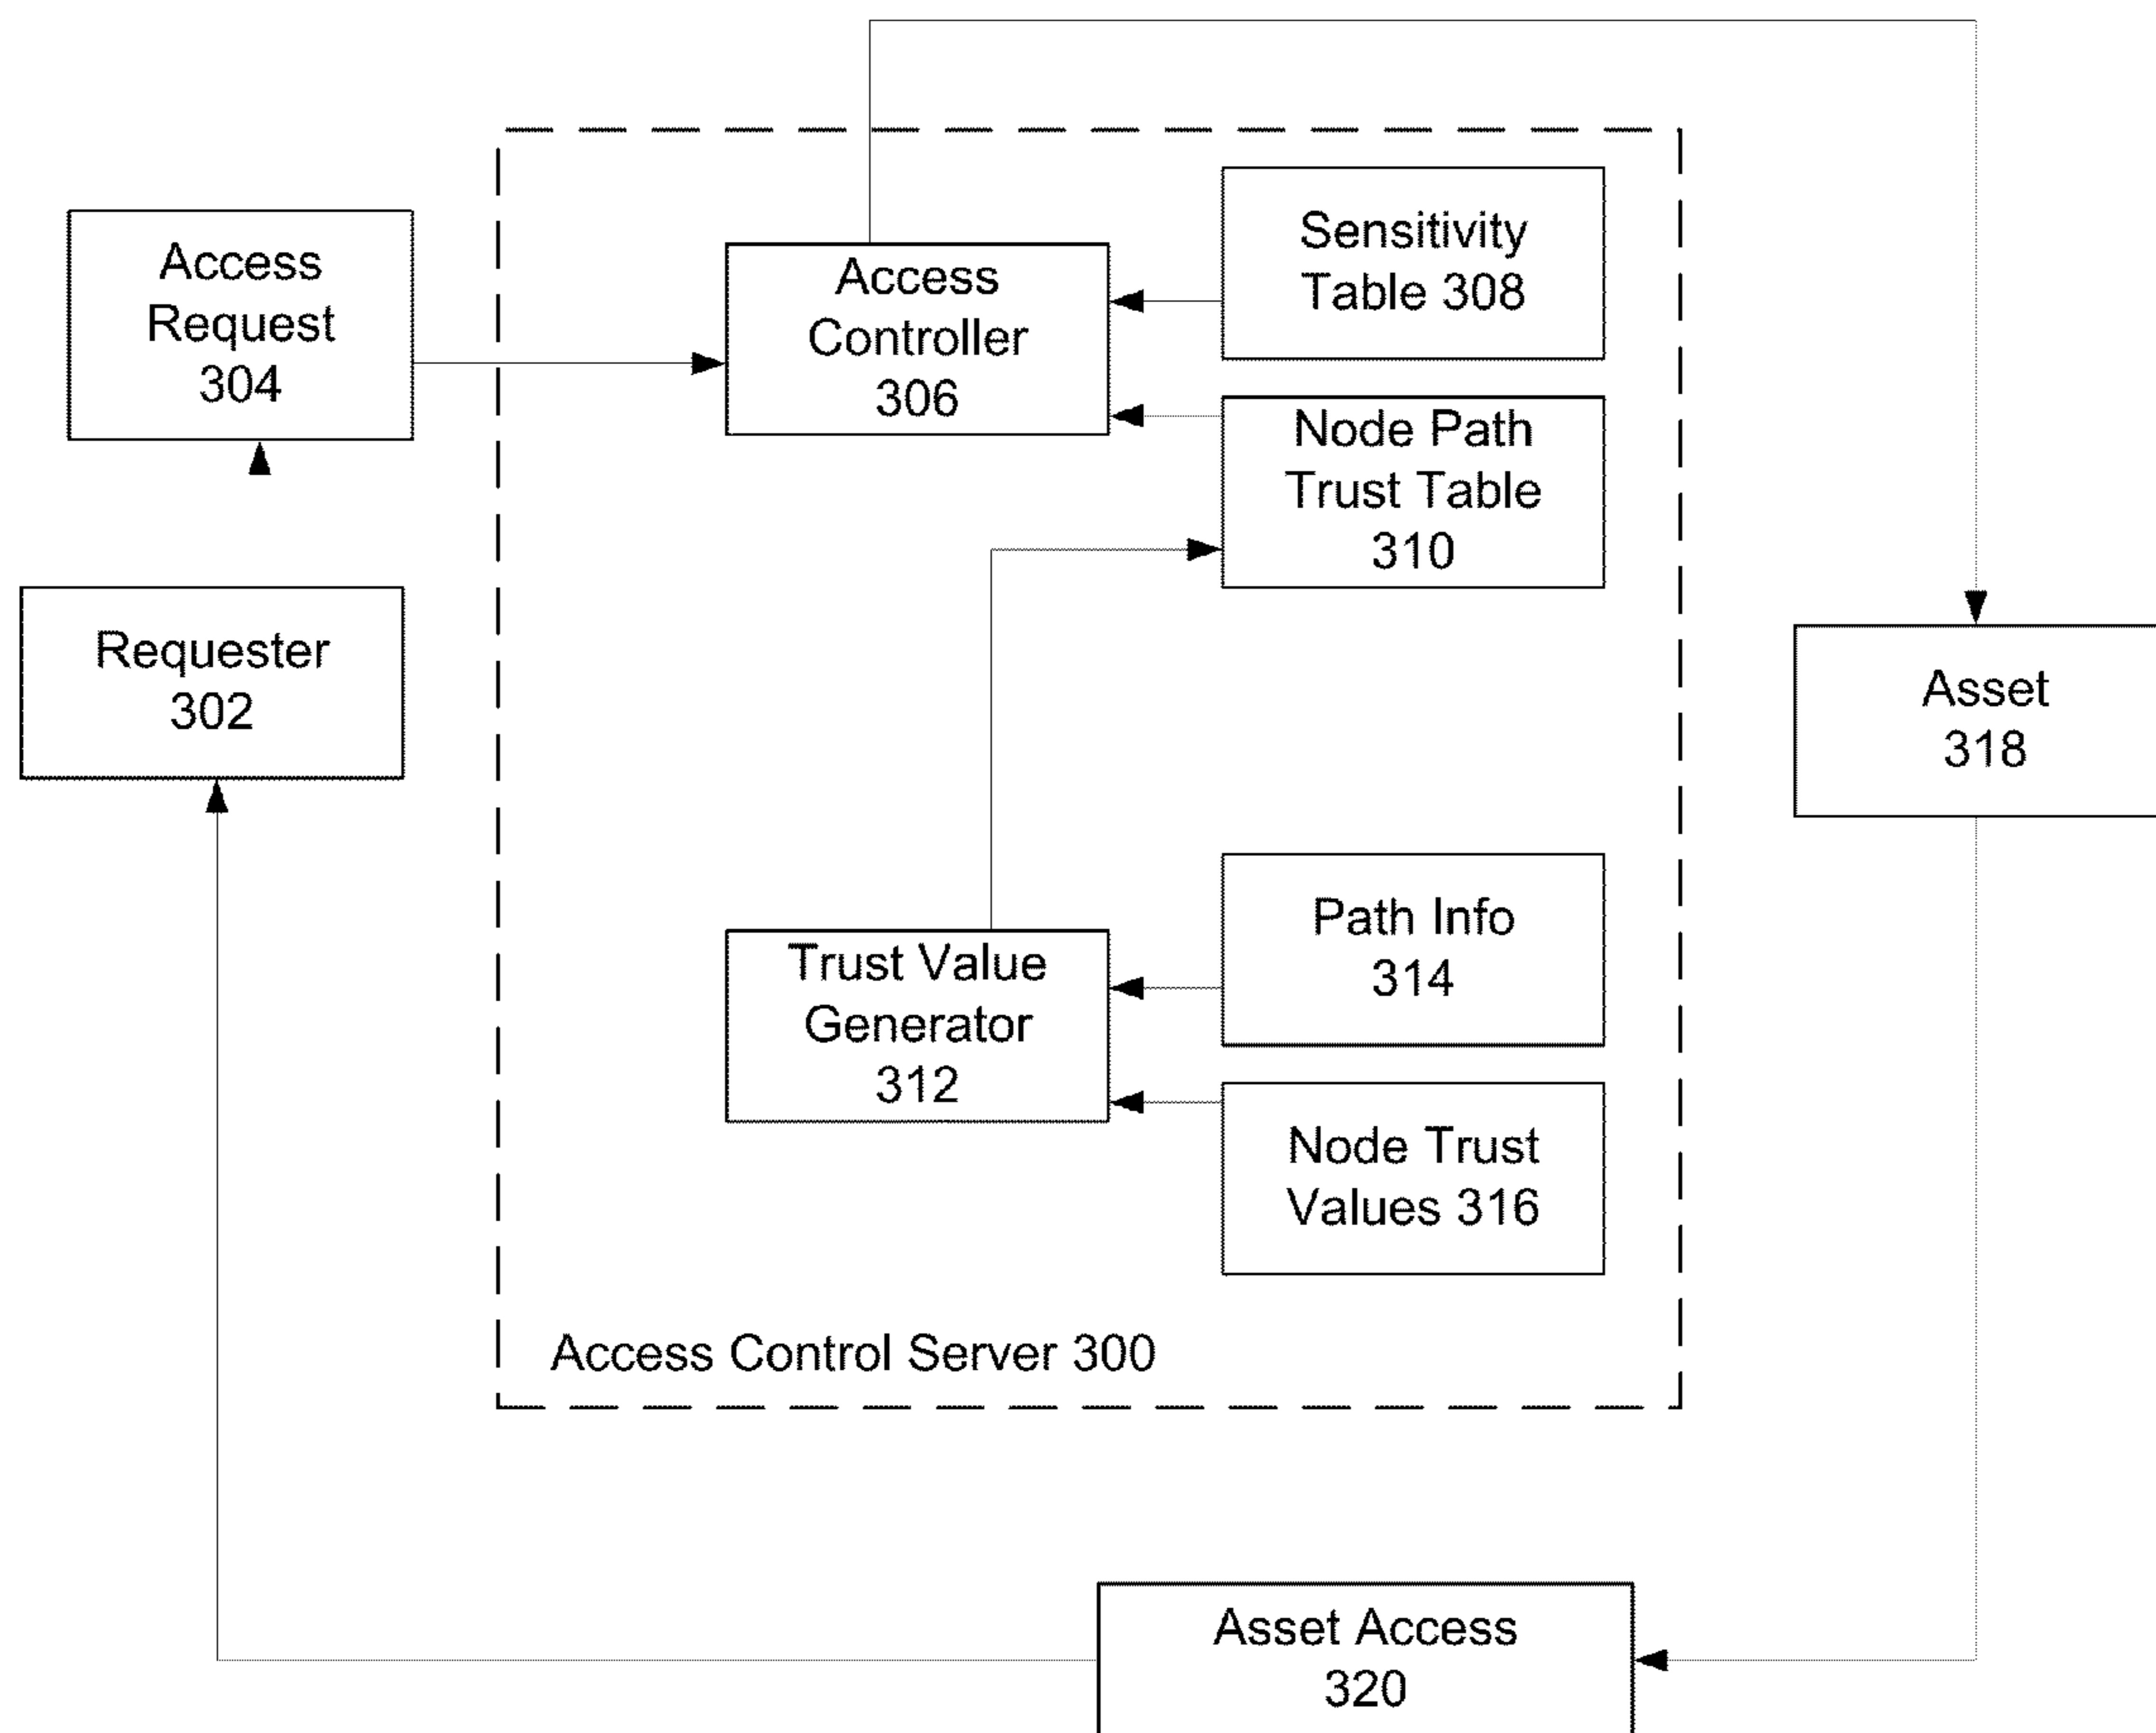 Access
Request
304
Access
Controller
306
Sensitivity
Table 308
Node Path
Trust Table
310
Requester
302
Asset
318
Trust Value
Generator
312
Path Info
314
Node Trust
Values 316
Access Control Server 300
Asset Access
320